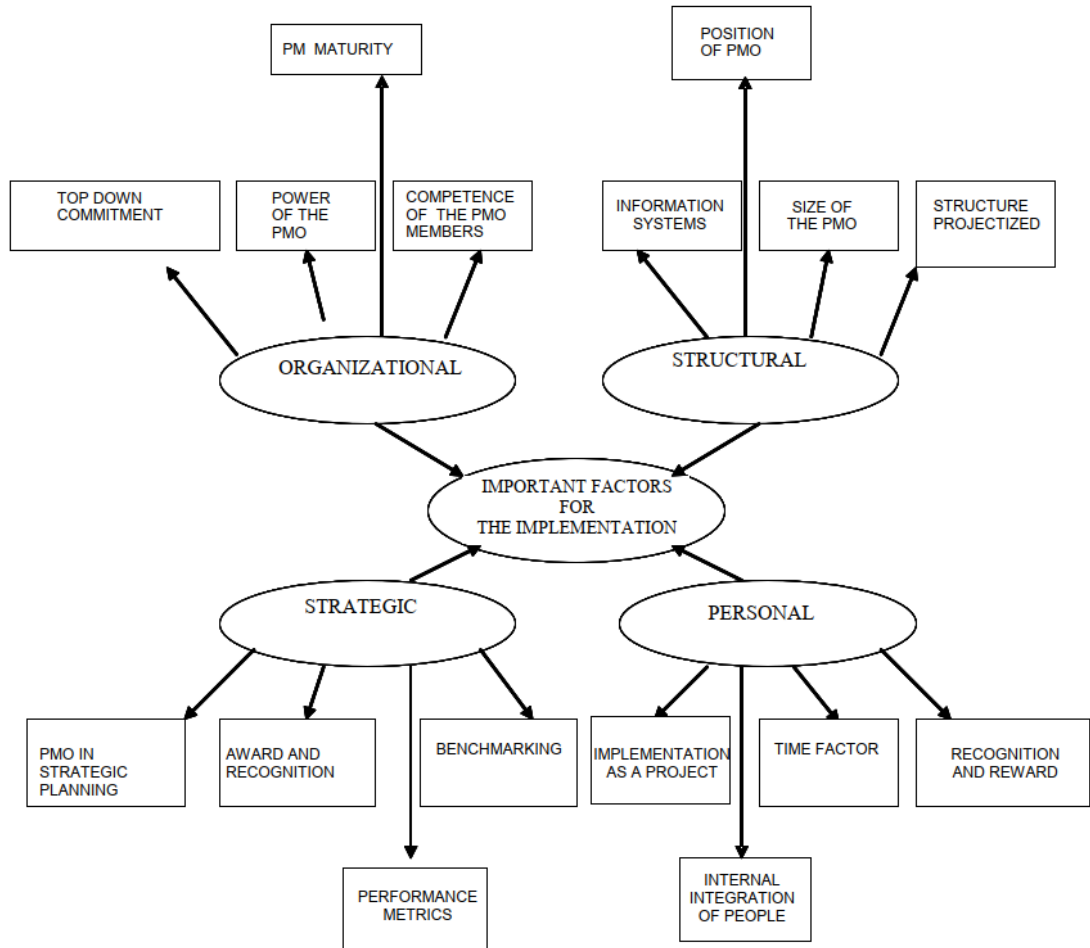 PM MATURITY
POSITION
OF PMO
TOP DOWN
COMMITMENT
POWER
OF THE
PMO
COMPETENCE
OF THE PMO
MEMBERS
INFORMATION
SYSTEMS
SIZE OF
THE PMO
STRUCTURE
PROJECTIZED
ORGANIZATIONAL
STRUCTURAL
IMPORTANT FACTORS
FOR
THE IMPLEMENTATION
STRATEGIC
PERSONAL
PMO IN
STRATEGIC
PLANNING
AWARD AND
RECOGNITION
BENCHMARKING
IMPLEMENTATION
AS A PROJECT
TIME FACTOR
RECOGNITION
AND REWARD
PERFORMANCE
METRICS
INTERNAL
INTEGRATION
OF PEOPLE